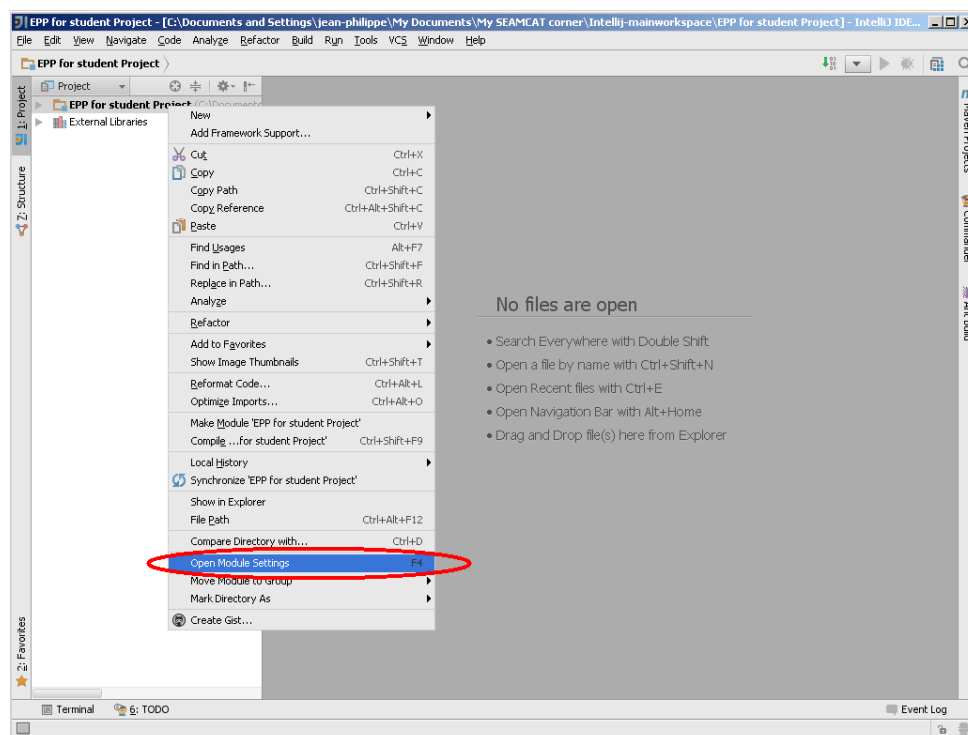 EPP for student Project - [C:\Documents and Settings\jean-philippe\My Documents\My SEAMCAT corner\Intellij-mainworkspace\EPP for student Project] - IntelliJ IDE...
File Edit View Navigate Code Analyze Refactor Build Run Tools VCS Window Help
EPP for student Project
Project
1: Project
Z: Structure
2: Favorites
EPP for student Project (C:\Documents
External Libraries
New
Add Framework Support...
Cut Ctrl+X
Copy Ctrl+C
Copy Path Ctrl+Shift+C
Copy Reference Ctrl+Alt+Shift+C
Paste Ctrl+V
Find Usages Alt+F7
Find in Path... Ctrl+Shift+F
Replace in Path... Ctrl+Shift+R
Analyze
Refactor
Add to Favorites
Show Image Thumbnails Ctrl+Shift+T
Reformat Code... Ctrl+Alt+L
Optimize Imports... Ctrl+Alt+O
Make Module 'EPP for student Project'
Compile ...for student Project' Ctrl+Shift+F9
Local History
Synchronize 'EPP for student Project'
Show in Explorer
File Path Ctrl+Alt+F12
Compare Directory with... Ctrl+D
Open Module Settings F4
Move Module to Group
Mark Directory As
Create Gist...
No files are open
• Search Everywhere with Double Shift
• Open a file by name with Ctrl+Shift+N
• Open Recent files with Ctrl+E
• Open Navigation Bar with Alt+Home
• Drag and Drop file(s) here from Explorer
Maven Projects
Commander
Ant Build
Terminal 6: TODO Event Log